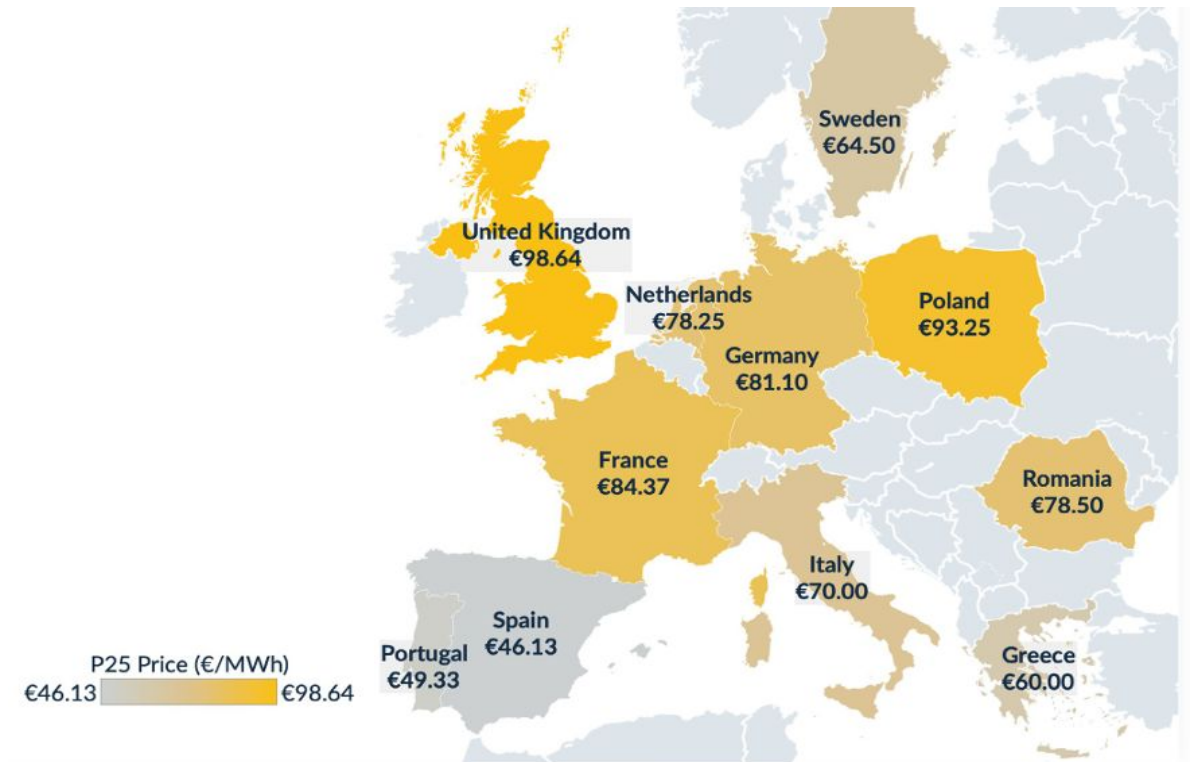 Sweden
€64.50
United Kingdom
€98.64
Netherlands
€78.25
Poland
€93.25
Germany
€81.10
France
€84.37
Romania
€78.50
Italy
€70.00
Spain
€46.13
Portugal
€49.33
Greece
€60.00
P25 Price (€/MWh)
€46.13 €98.64